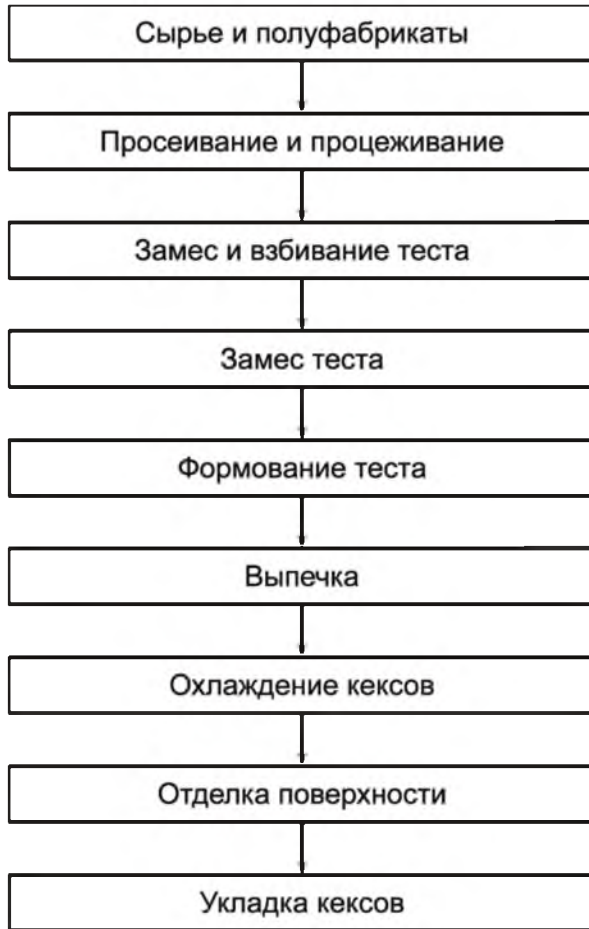 Сырье и полуфабрикаты
Просеивание и процеживание
Замес и взбивание теста
Замес теста
Формование теста
Выпечка
Охлаждение кексов
Отделка поверхности
Укладка кексов